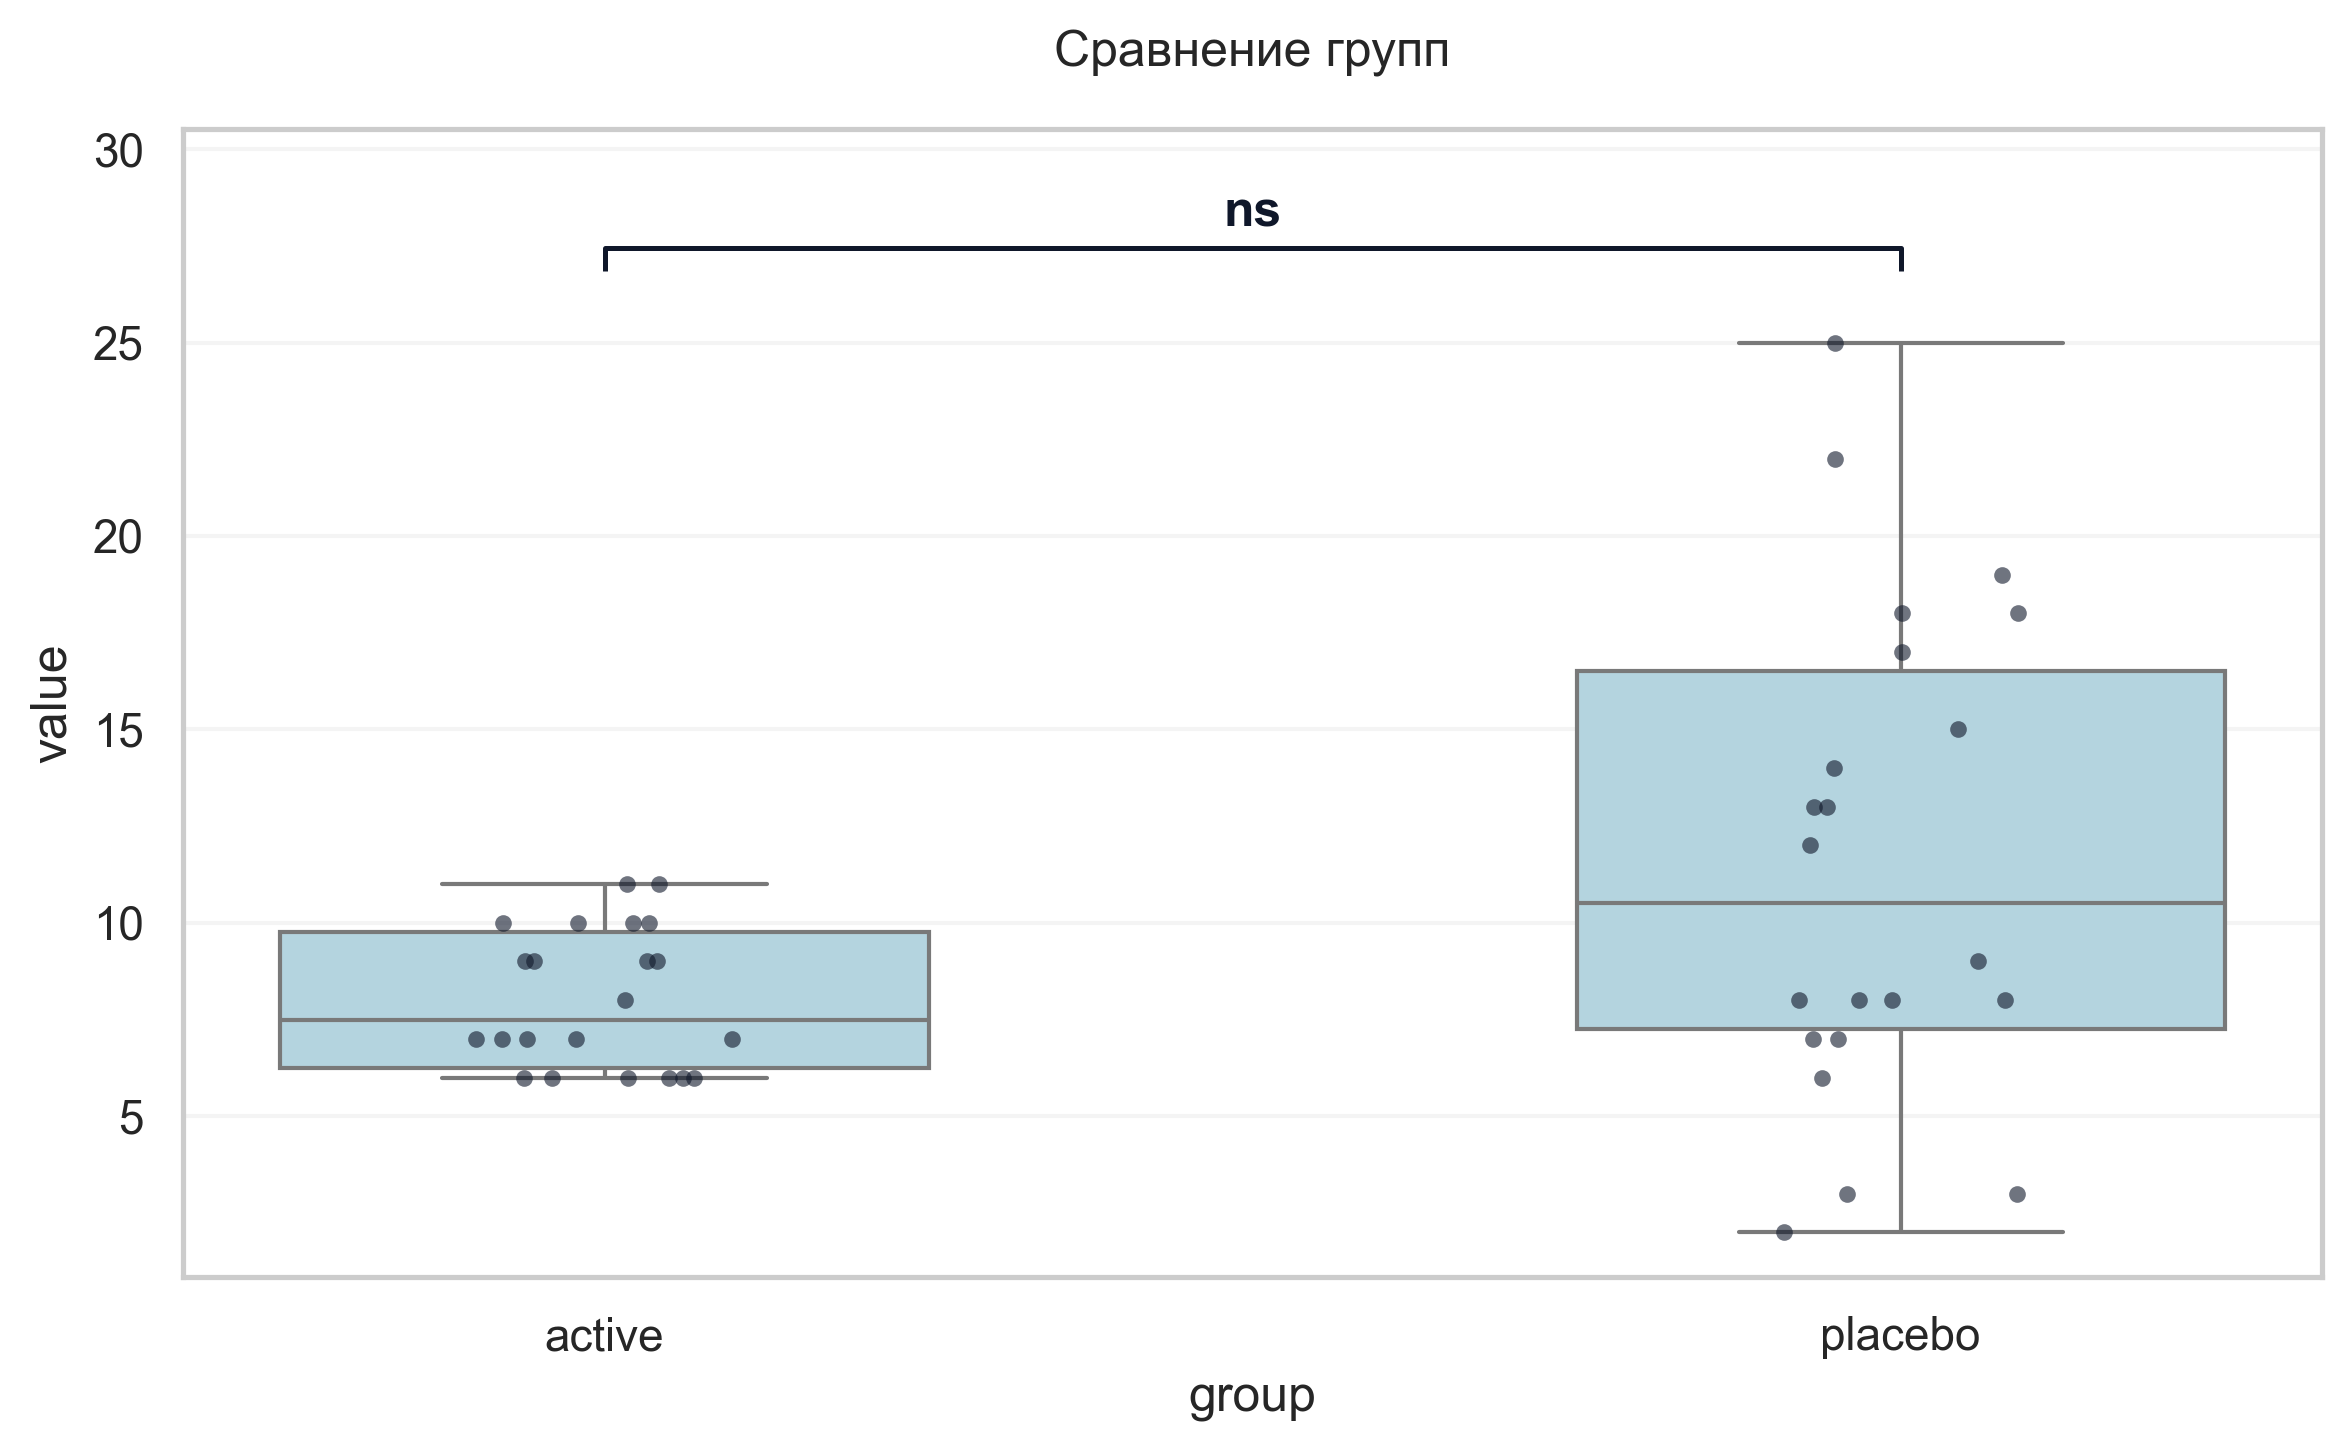 Сравнение групп
30
ns
25
20
15
10
5
value
active
placebo
group